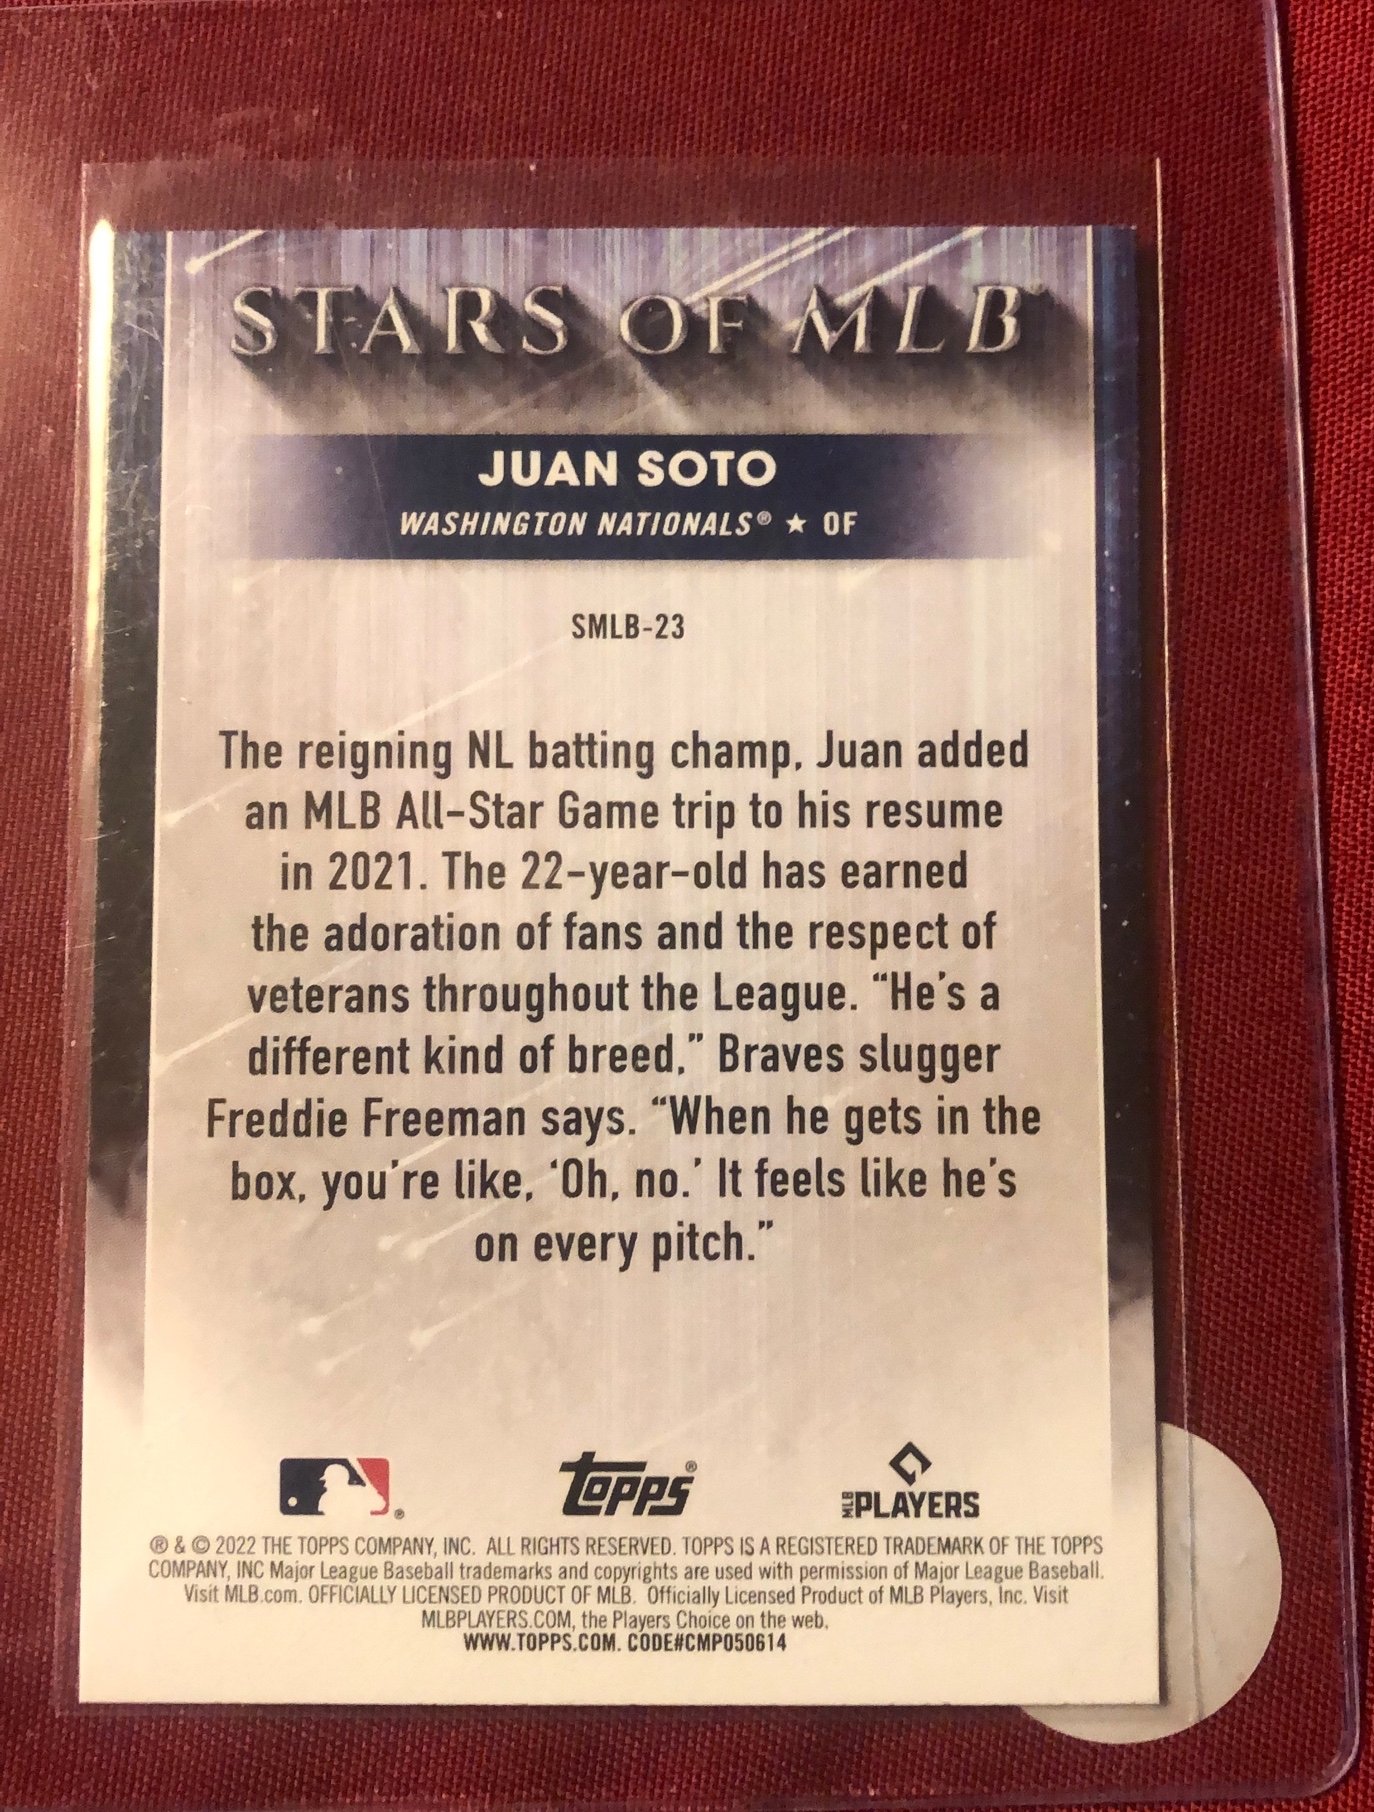 STARS OF MLB
JUAN SOTO
WASHINGTON NATIONALS® ★ OF
SMLB-23
The reigning NL batting champ, Juan added
an MLB All-Star Game trip to his resume
in 2021. The 22-year-old has earned
the adoration of fans and the respect of
veterans throughout the League. “He's a
different kind of breed,” Braves slugger
Freddie Freeman says. “When he gets in the
box, you're like, ‘Oh, no.’ It feels like he's
on every pitch.”
TOPPS® MLB PLAYERS
® & © 2022 THE TOPPS COMPANY, INC. ALL RIGHTS RESERVED. TOPPS IS A REGISTERED TRADEMARK OF THE TOPPS
COMPANY, INC Major League Baseball trademarks and copyrights are used with permission of Major League Baseball.
Visit MLB.com. OFFICIALLY LICENSED PRODUCT OF MLB. Officially Licensed Product of MLB Players, Inc. Visit
MLBPLAYERS.COM, the Players Choice on the web.
WWW.TOPPS.COM. CODE#CMP050614